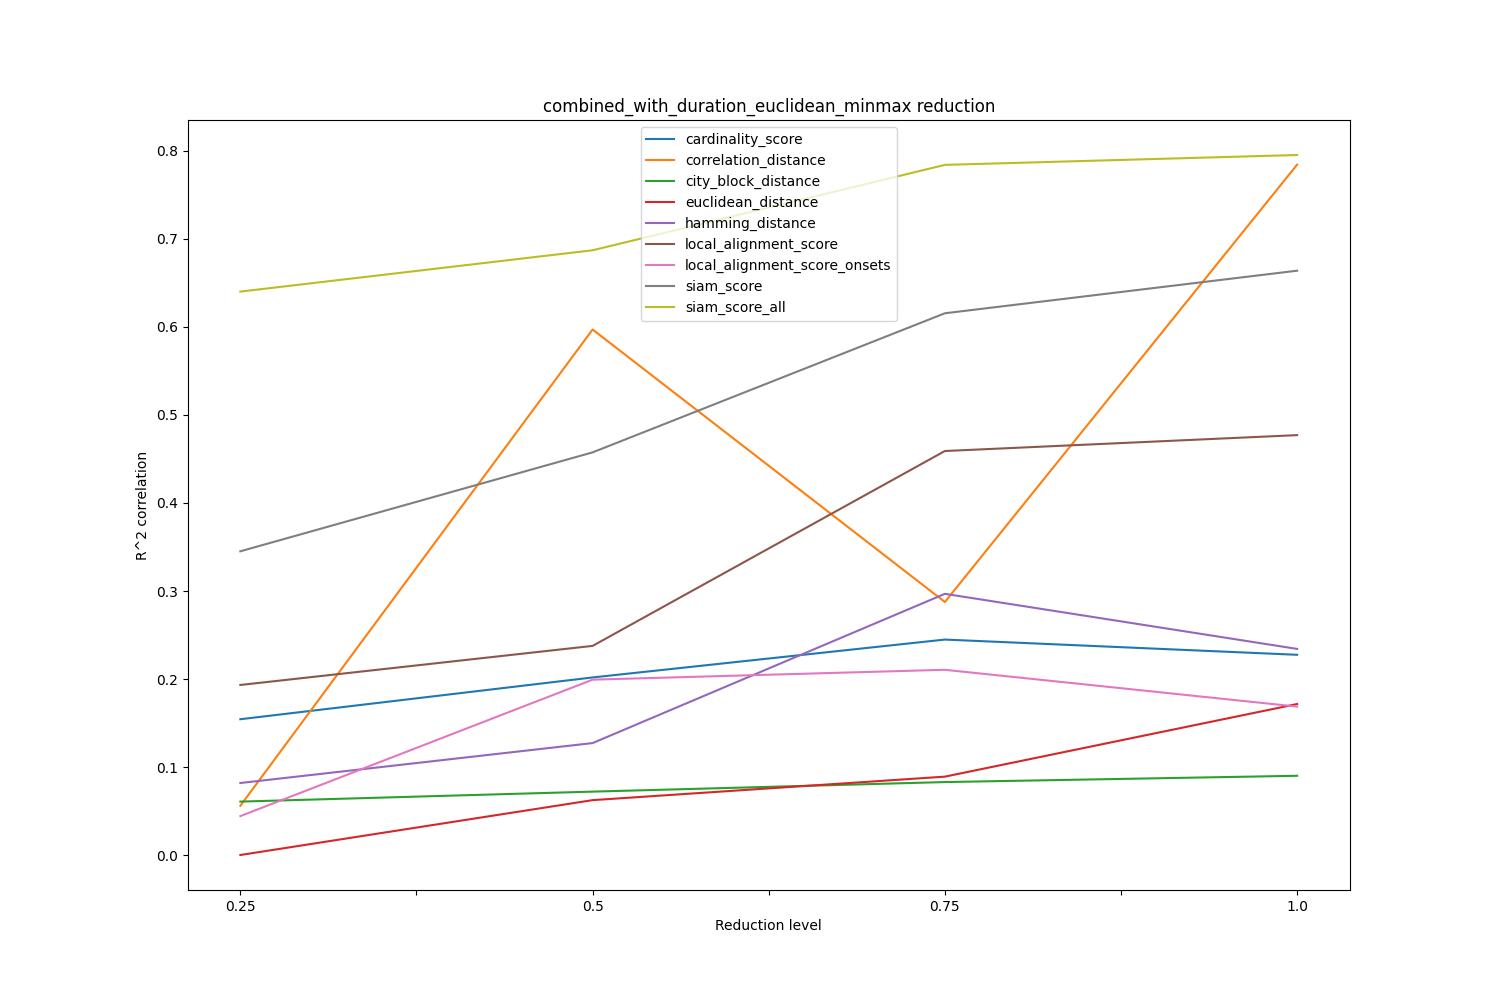 combined_with_duration_euclidean_minmax reduction
cardinality_score
correlation_distance
city_block_distance
euclidean_distance
hamming_distance
local_alignment_score
local_alignment_score_onsets
siam_score
siam_score_all
0.8
0.7
0.6
0.5
0.4
0.3
0.2
0.1
0.0
R^2 correlation
0.25 0.5 0.75 1.0
Reduction level